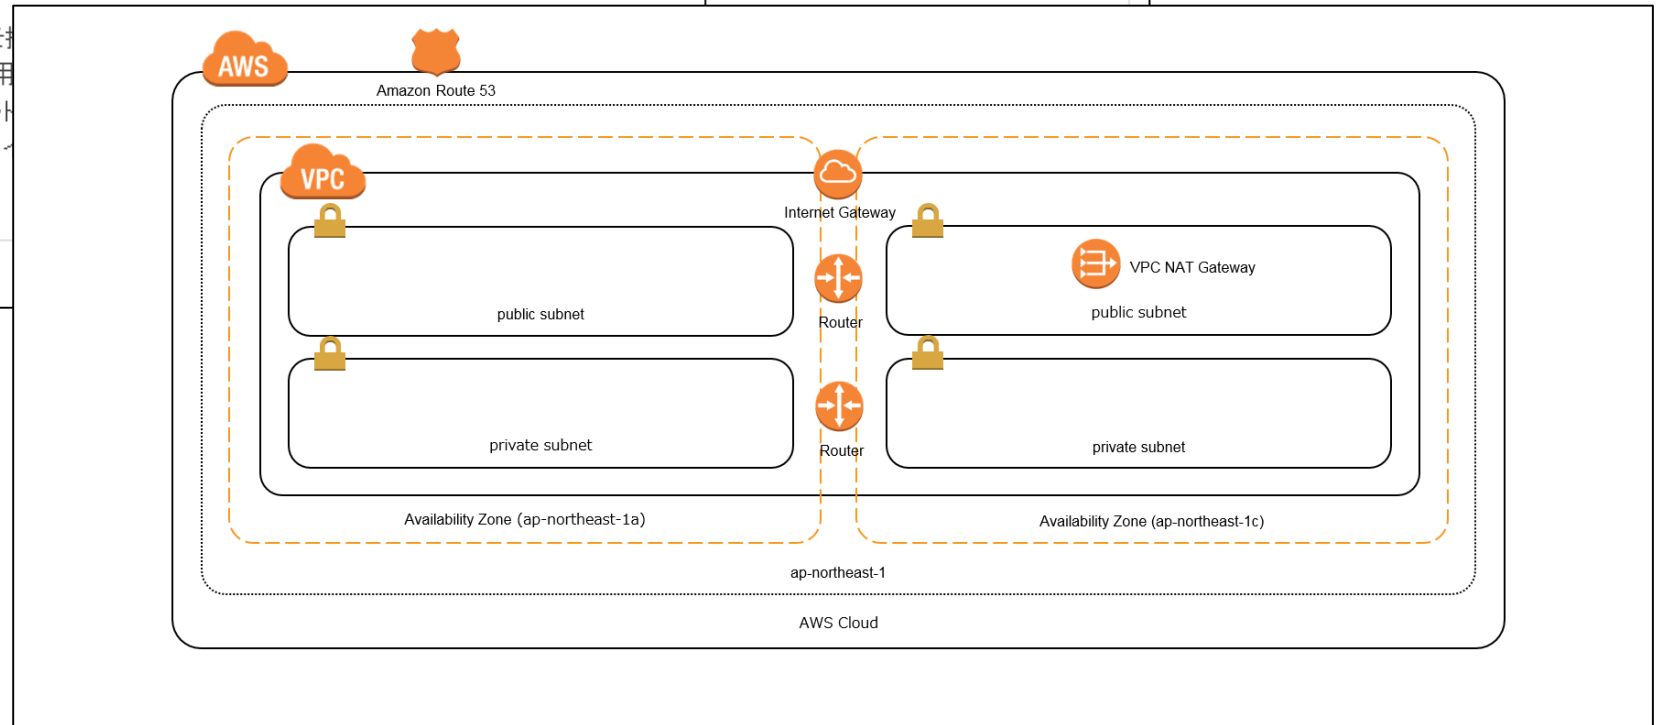 用
AWS
Amazon Route 53
VPC
Internet Gateway
VPC NAT Gateway
public subnet
public subnet
Router
private subnet
private subnet
Router
Availability Zone (ap-northeast-1a)
Availability Zone (ap-northeast-1c)
ap-northeast-1
AWS Cloud